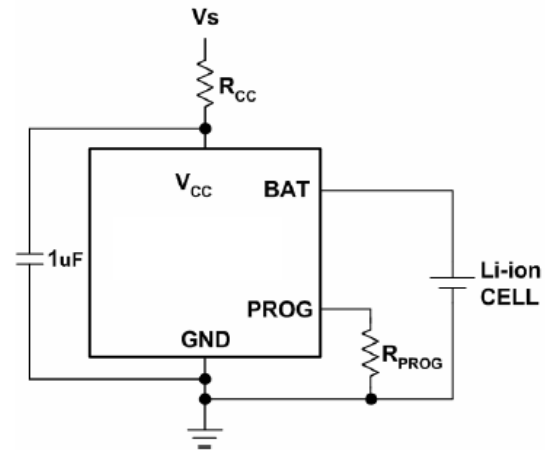 Vs
RCC
VCC
BAT
1uF
Li-ion
CELL
PROG
GND
RPROG